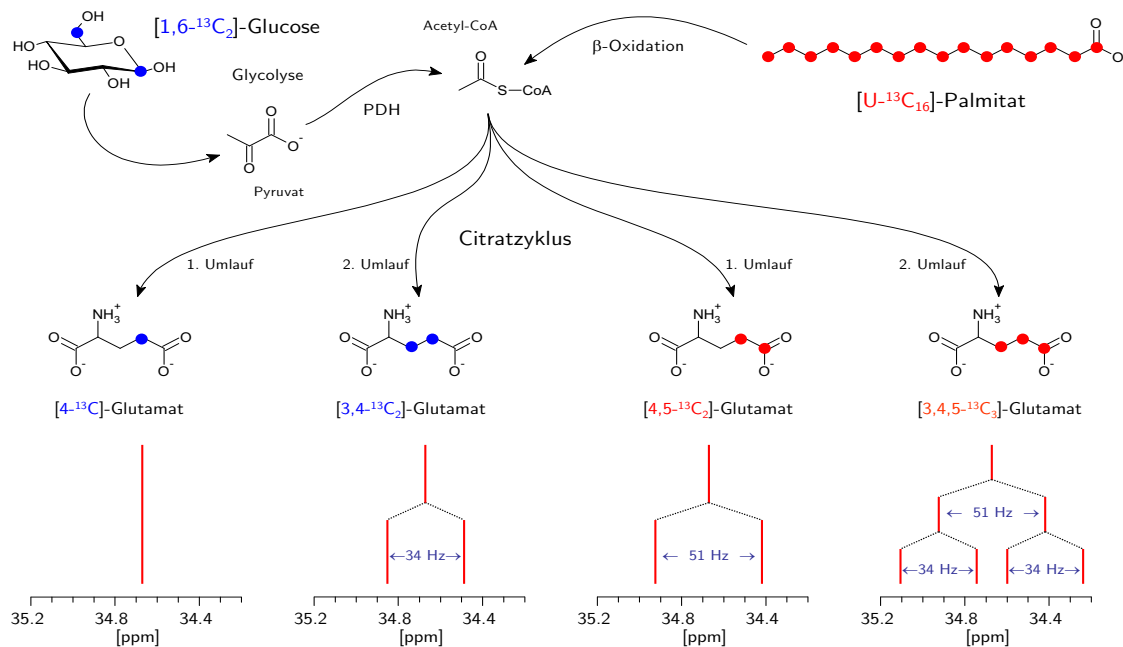 [1,6-¹³C₂]-Glucose
OH
O
HO
HO
OH
OH
Glycolyse
O
O⁻
O
Pyruvat
PDH
Acetyl-CoA
O
S—CoA
β-Oxidation
O
O
[U-¹³C₁₆]-Palmitat
Citratzyklus
1. Umlauf
2. Umlauf
1. Umlauf
2. Umlauf
NH₃⁺
O
O
O⁻
O⁻
NH₃⁺
O
O
O⁻
O⁻
NH₃⁺
O
O
O⁻
O⁻
NH₃⁺
O
O
O⁻
O⁻
[4-¹³C]-Glutamat
[3,4-¹³C₂]-Glutamat
[4,5-¹³C₂]-Glutamat
[3,4,5-¹³C₃]-Glutamat
←34 Hz→
← 51 Hz →
← 51 Hz →
←34 Hz→
←34 Hz→
35.2 34.8 34.4
[ppm]
35.2 34.8 34.4
[ppm]
35.2 34.8 34.4
[ppm]
35.2 34.8 34.4
[ppm]